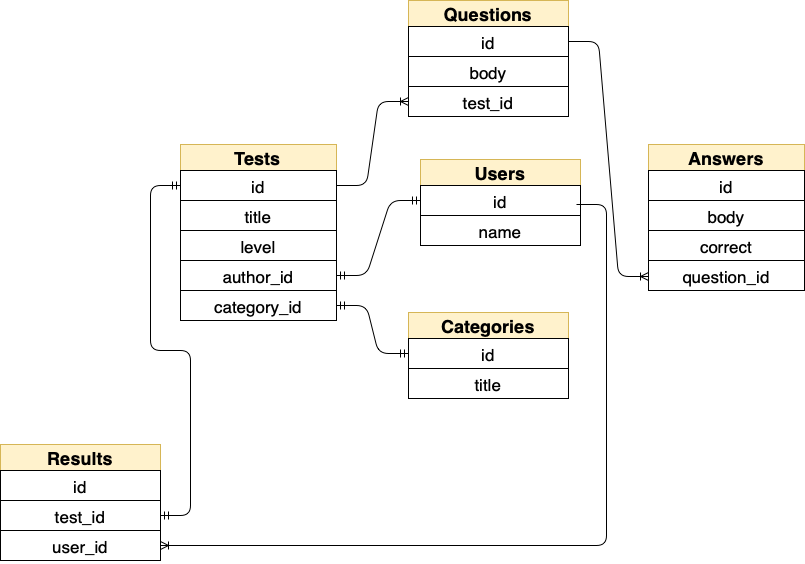 Questions
id
body
test_id
Tests
id
title
level
author_id
category_id
Users
id
name
Answers
id
body
correct
question_id
Categories
id
title
Results
id
test_id
user_id